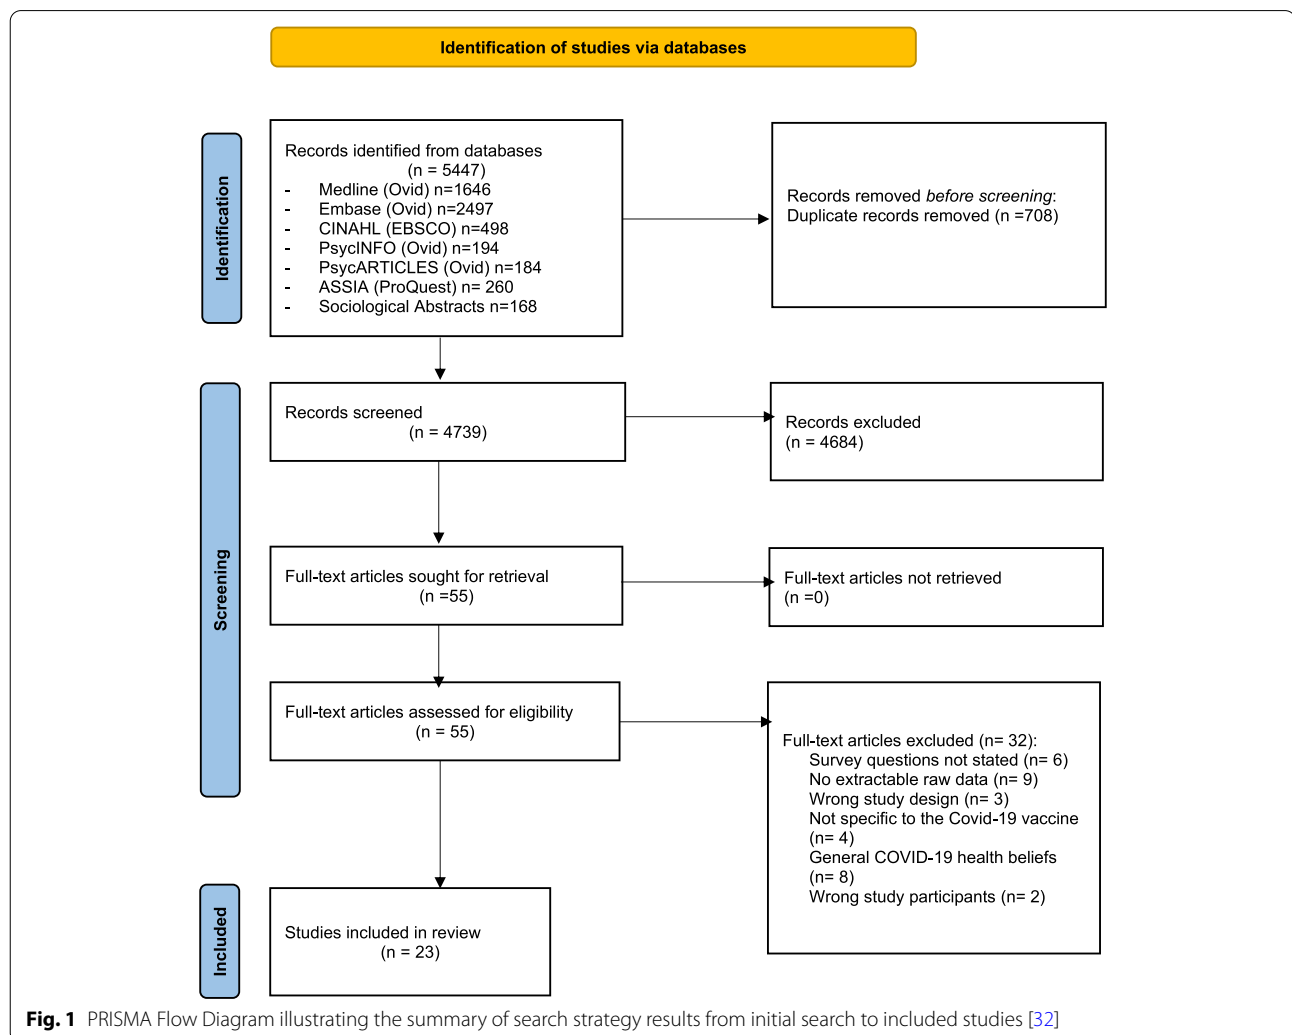 Identification of studies via databases
Identification
Records identified from databases
(n = 5447)
- Medline (Ovid) n=1646
- Embase (Ovid) n=2497
- CINAHL (EBSCO) n=498
- PsycINFO (Ovid) n=194
- PsycARTICLES (Ovid) n=184
- ASSIA (ProQuest) n= 260
- Sociological Abstracts n=168
Records removed before screening:
Duplicate records removed (n =708)
Screening
Records screened
(n = 4739)
Records excluded
(n = 4684)
Full-text articles sought for retrieval
(n =55)
Full-text articles not retrieved
(n =0)
Full-text articles assessed for eligibility
(n = 55)
Full-text articles excluded (n= 32):
Survey questions not stated (n= 6)
No extractable raw data (n= 9)
Wrong study design (n= 3)
Not specific to the Covid-19 vaccine
(n= 4)
General COVID-19 health beliefs
(n= 8)
Wrong study participants (n= 2)
Included
Studies included in review
(n = 23)
Fig. 1 PRISMA Flow Diagram illustrating the summary of search strategy results from initial search to included studies [32]